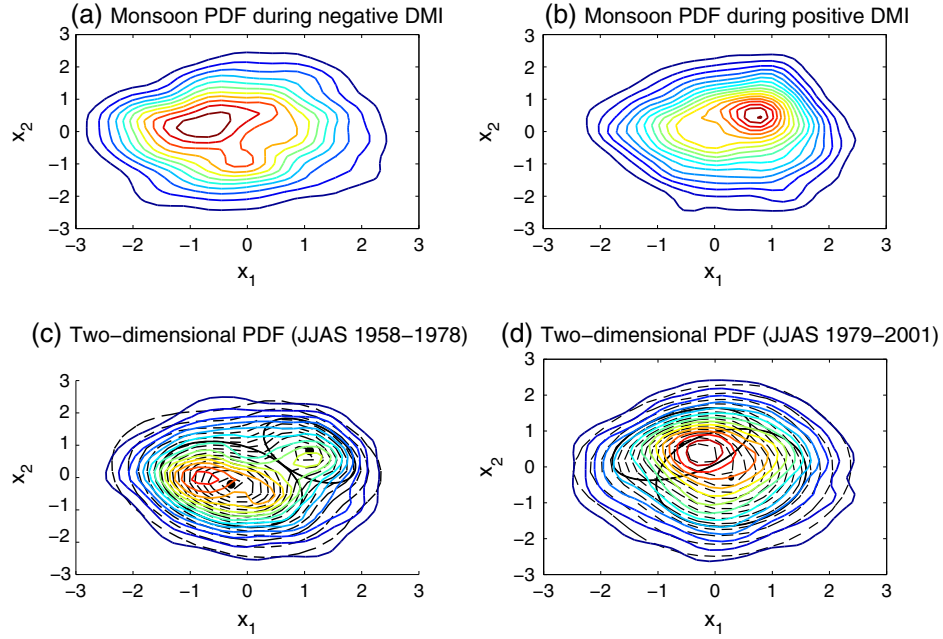 (a) Monsoon PDF during negative DMI
3
2
1
0
−1
−2
−3
x2
−3 −2 −1 0 1 2 3
x1
(b) Monsoon PDF during positive DMI
3
2
1
0
−1
−2
−3
x2
−3 −2 −1 0 1 2 3
x1
(c) Two−dimensional PDF (JJAS 1958−1978)
3
2
1
0
−1
−2
−3
x2
−3 −2 −1 0 1 2 3
x1
(d) Two−dimensional PDF (JJAS 1979−2001)
3
2
1
0
−1
−2
−3
x2
−3 −2 −1 0 1 2 3
x1